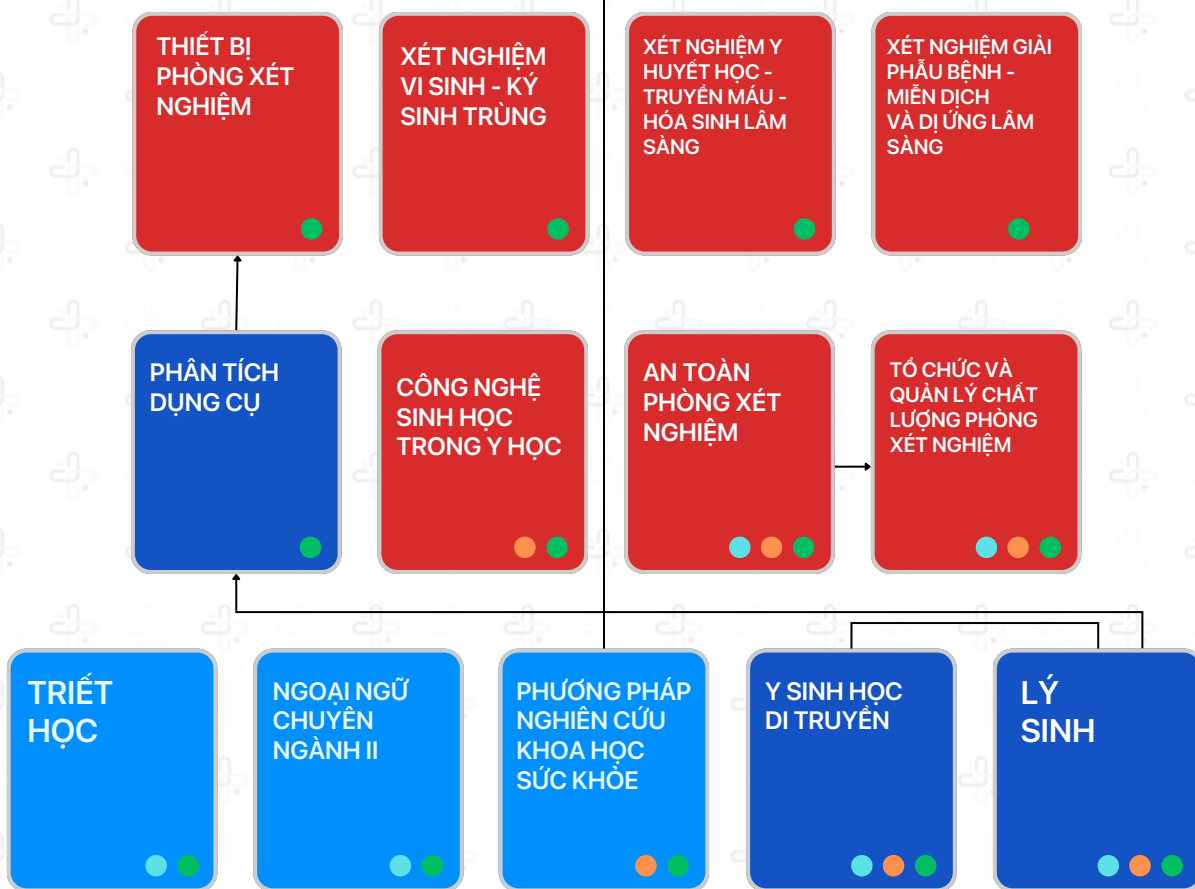 THIẾT BỊ
PHÒNG XÉT
NGHIỆM
XÉT NGHIỆM
VI SINH - KÝ
SINH TRÙNG
XÉT NGHIỆM Y
HUYẾT HỌC -
TRUYỀN MÁU -
HÓA SINH LÂM
SÀNG
XÉT NGHIỆM GIẢI
PHẪU BỆNH -
MIỄN DỊCH
VÀ DỊ ỨNG LÂM
SÀNG
PHÂN TÍCH
DỤNG CỤ
CÔNG NGHỆ
SINH HỌC
TRONG Y HỌC
AN TOÀN
PHÒNG XÉT
NGHIỆM
TỔ CHỨC VÀ
QUẢN LÝ CHẤT
LƯỢNG PHÒNG
XÉT NGHIỆM
TRIẾT
HỌC
NGOẠI NGỮ
CHUYÊN
NGÀNH II
PHƯƠNG PHÁP
NGHIÊN CỨU
KHOA HỌC
SỨC KHỎE
Y SINH HỌC
DI TRUYỀN
LÝ
SINH